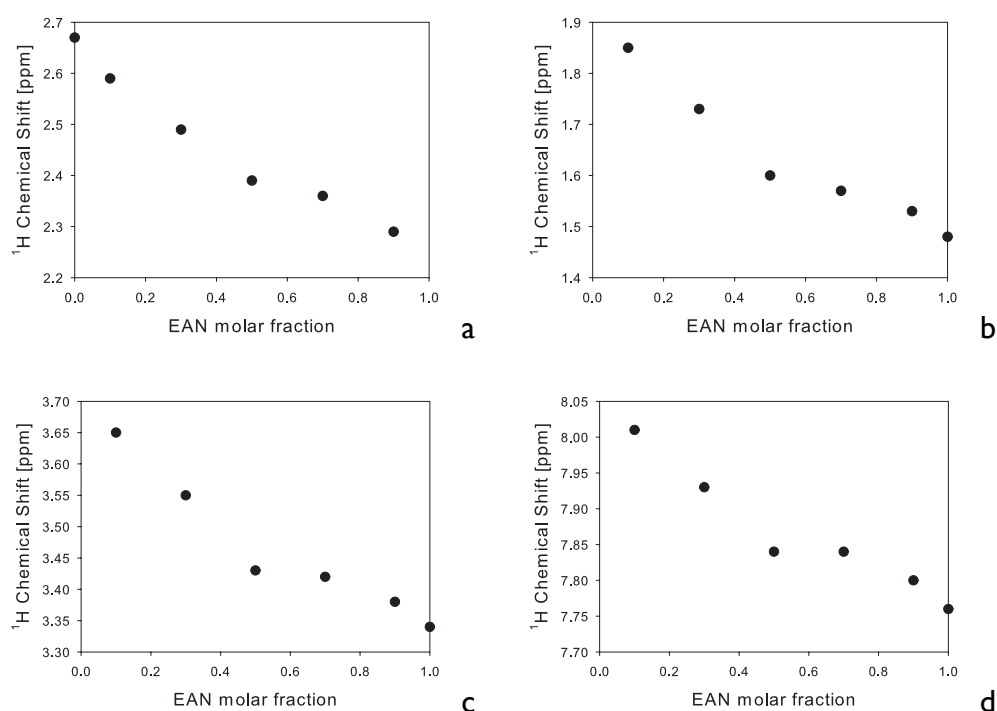 2.7
2.6
2.5
2.4
2.3
2.2
¹H Chemical Shift [ppm]
0.0 0.2 0.4 0.6 0.8 1.0
EAN molar fraction
a
1.9
1.8
1.7
1.6
1.5
1.4
¹H Chemical Shift [ppm]
0.0 0.2 0.4 0.6 0.8 1.0
EAN molar fraction
b
3.70
3.65
3.60
3.55
3.50
3.45
3.40
3.35
3.30
¹H Chemical Shift [ppm]
0.0 0.2 0.4 0.6 0.8 1.0
EAN molar fraction
c
8.05
8.00
7.95
7.90
7.85
7.80
7.75
7.70
¹H Chemical Shift [ppm]
0.0 0.2 0.4 0.6 0.8 1.0
EAN molar fraction
d